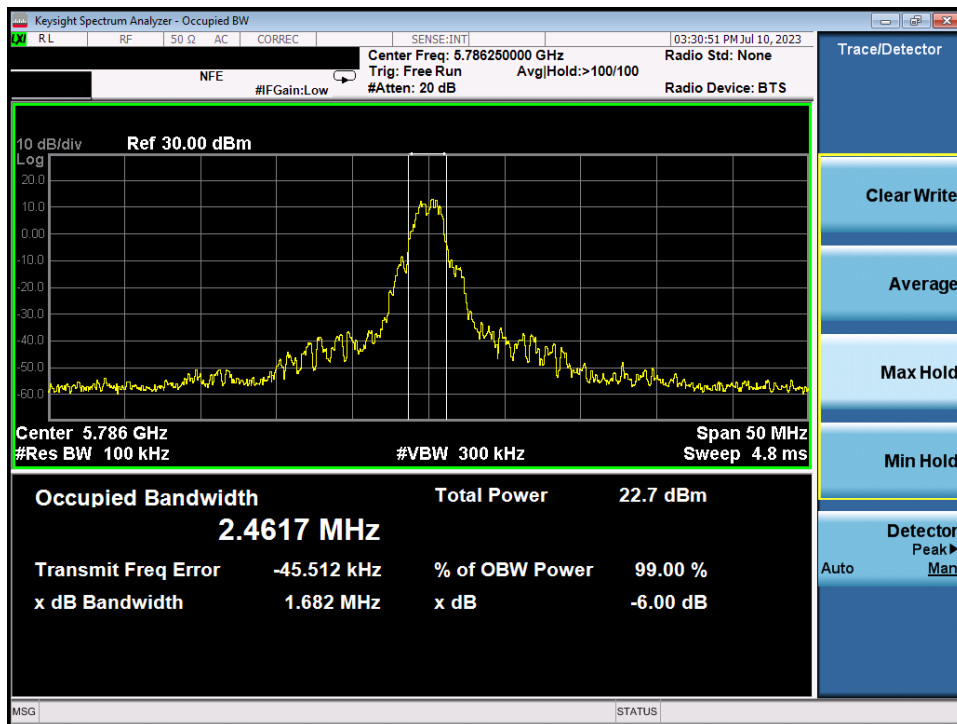 Keysight Spectrum Analyzer - Occupied BW
LXI RL RF 50 Ω AC CORREC SENSE:INT 03:30:51 PM Jul 10, 2023
Center Freq: 5.786250000 GHz Radio Std: None
NFE Trig: Free Run Avg|Hold:>100/100
#IFGain:Low #Atten: 20 dB Radio Device: BTS
10 dB/div Ref 30.00 dBm
Log
20.0
10.0
0.00
-10.0
-20.0
-30.0
-40.0
-50.0
-60.0
Center 5.786 GHz Span 50 MHz
#Res BW 100 kHz #VBW 300 kHz Sweep 4.8 ms
Occupied Bandwidth Total Power 22.7 dBm
2.4617 MHz
Transmit Freq Error -45.512 kHz % of OBW Power 99.00 %
x dB Bandwidth 1.682 MHz x dB -6.00 dB
MSG STATUS
Trace/Detector
Clear Write
Average
Max Hold
Min Hold
Detector
Peak▶
Auto Man